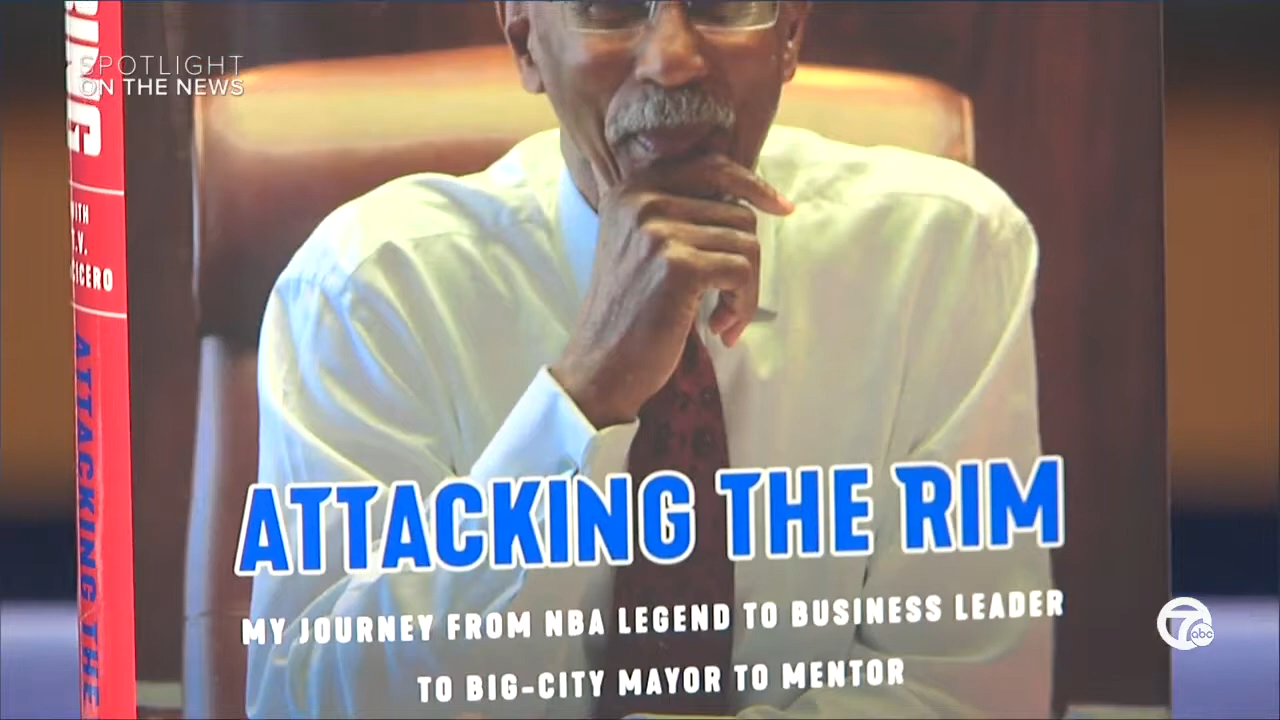 SPOTLIGHT
ON THE NEWS
WITH
T.V.
CICERO
ATTACKING THE
ATTACKING THE RIM
MY JOURNEY FROM NBA LEGEND TO BUSINESS LEADER
TO BIG-CITY MAYOR TO MENTOR
7 abc